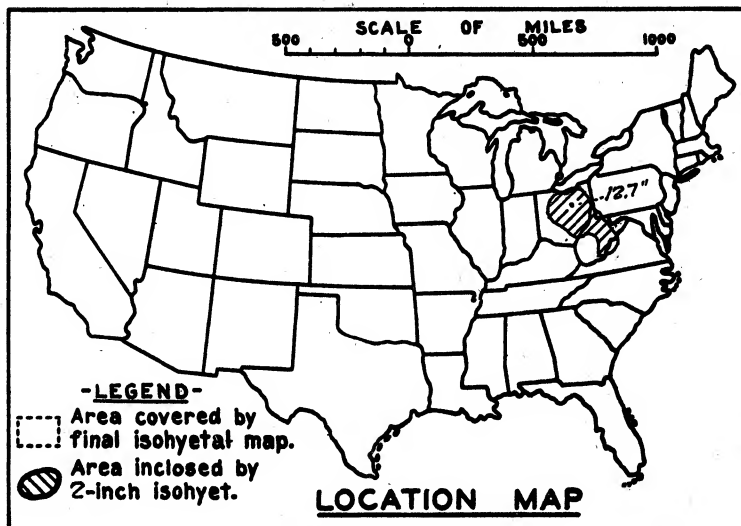 SCALE OF MILES
500 0 500 1000
12.7"
-LEGEND-
Area covered by
final isohyetal map.
Area inclosed by
2-inch isohyet.
LOCATION MAP